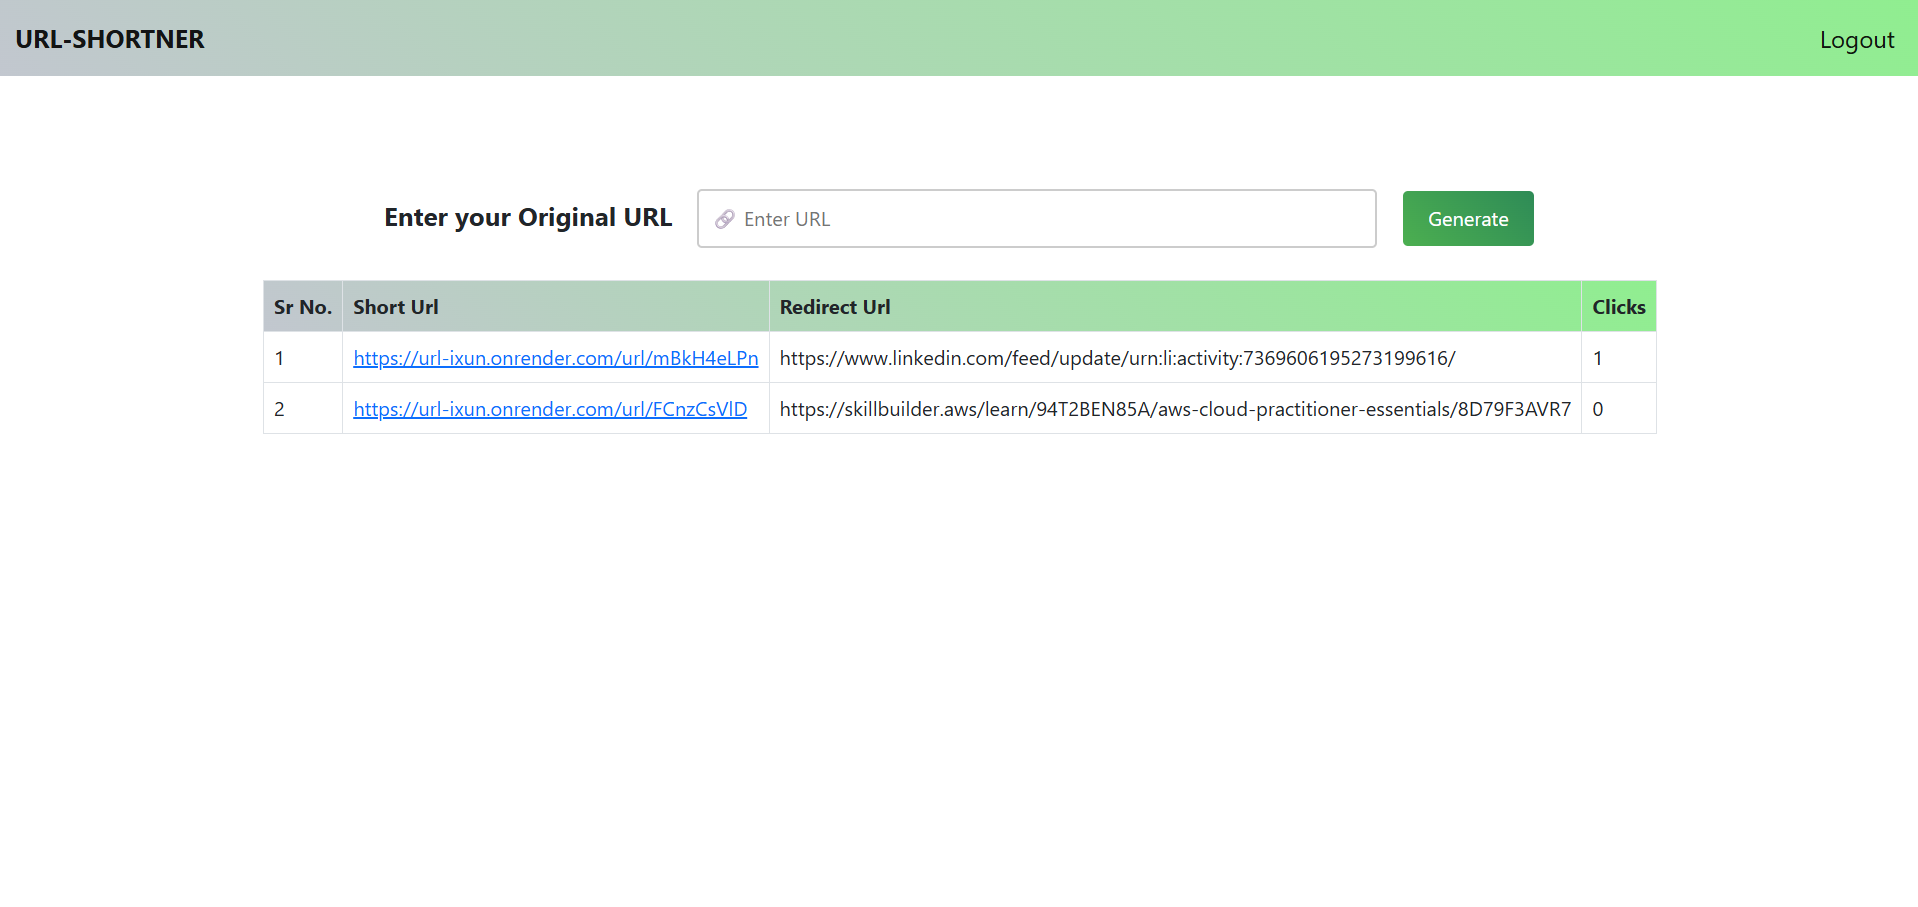 URL-SHORTNER Logout
Enter your Original URL Enter URL Generate
Sr No. Short Url Redirect Url Clicks
1 https://url-ixun.onrender.com/url/mBkH4eLPn https://www.linkedin.com/feed/update/urn:li:activity:7369606195273199616/ 1
2 https://url-ixun.onrender.com/url/FCnzCsVlD https://skillbuilder.aws/learn/94T2BEN85A/aws-cloud-practitioner-essentials/8D79F3AVR7 0